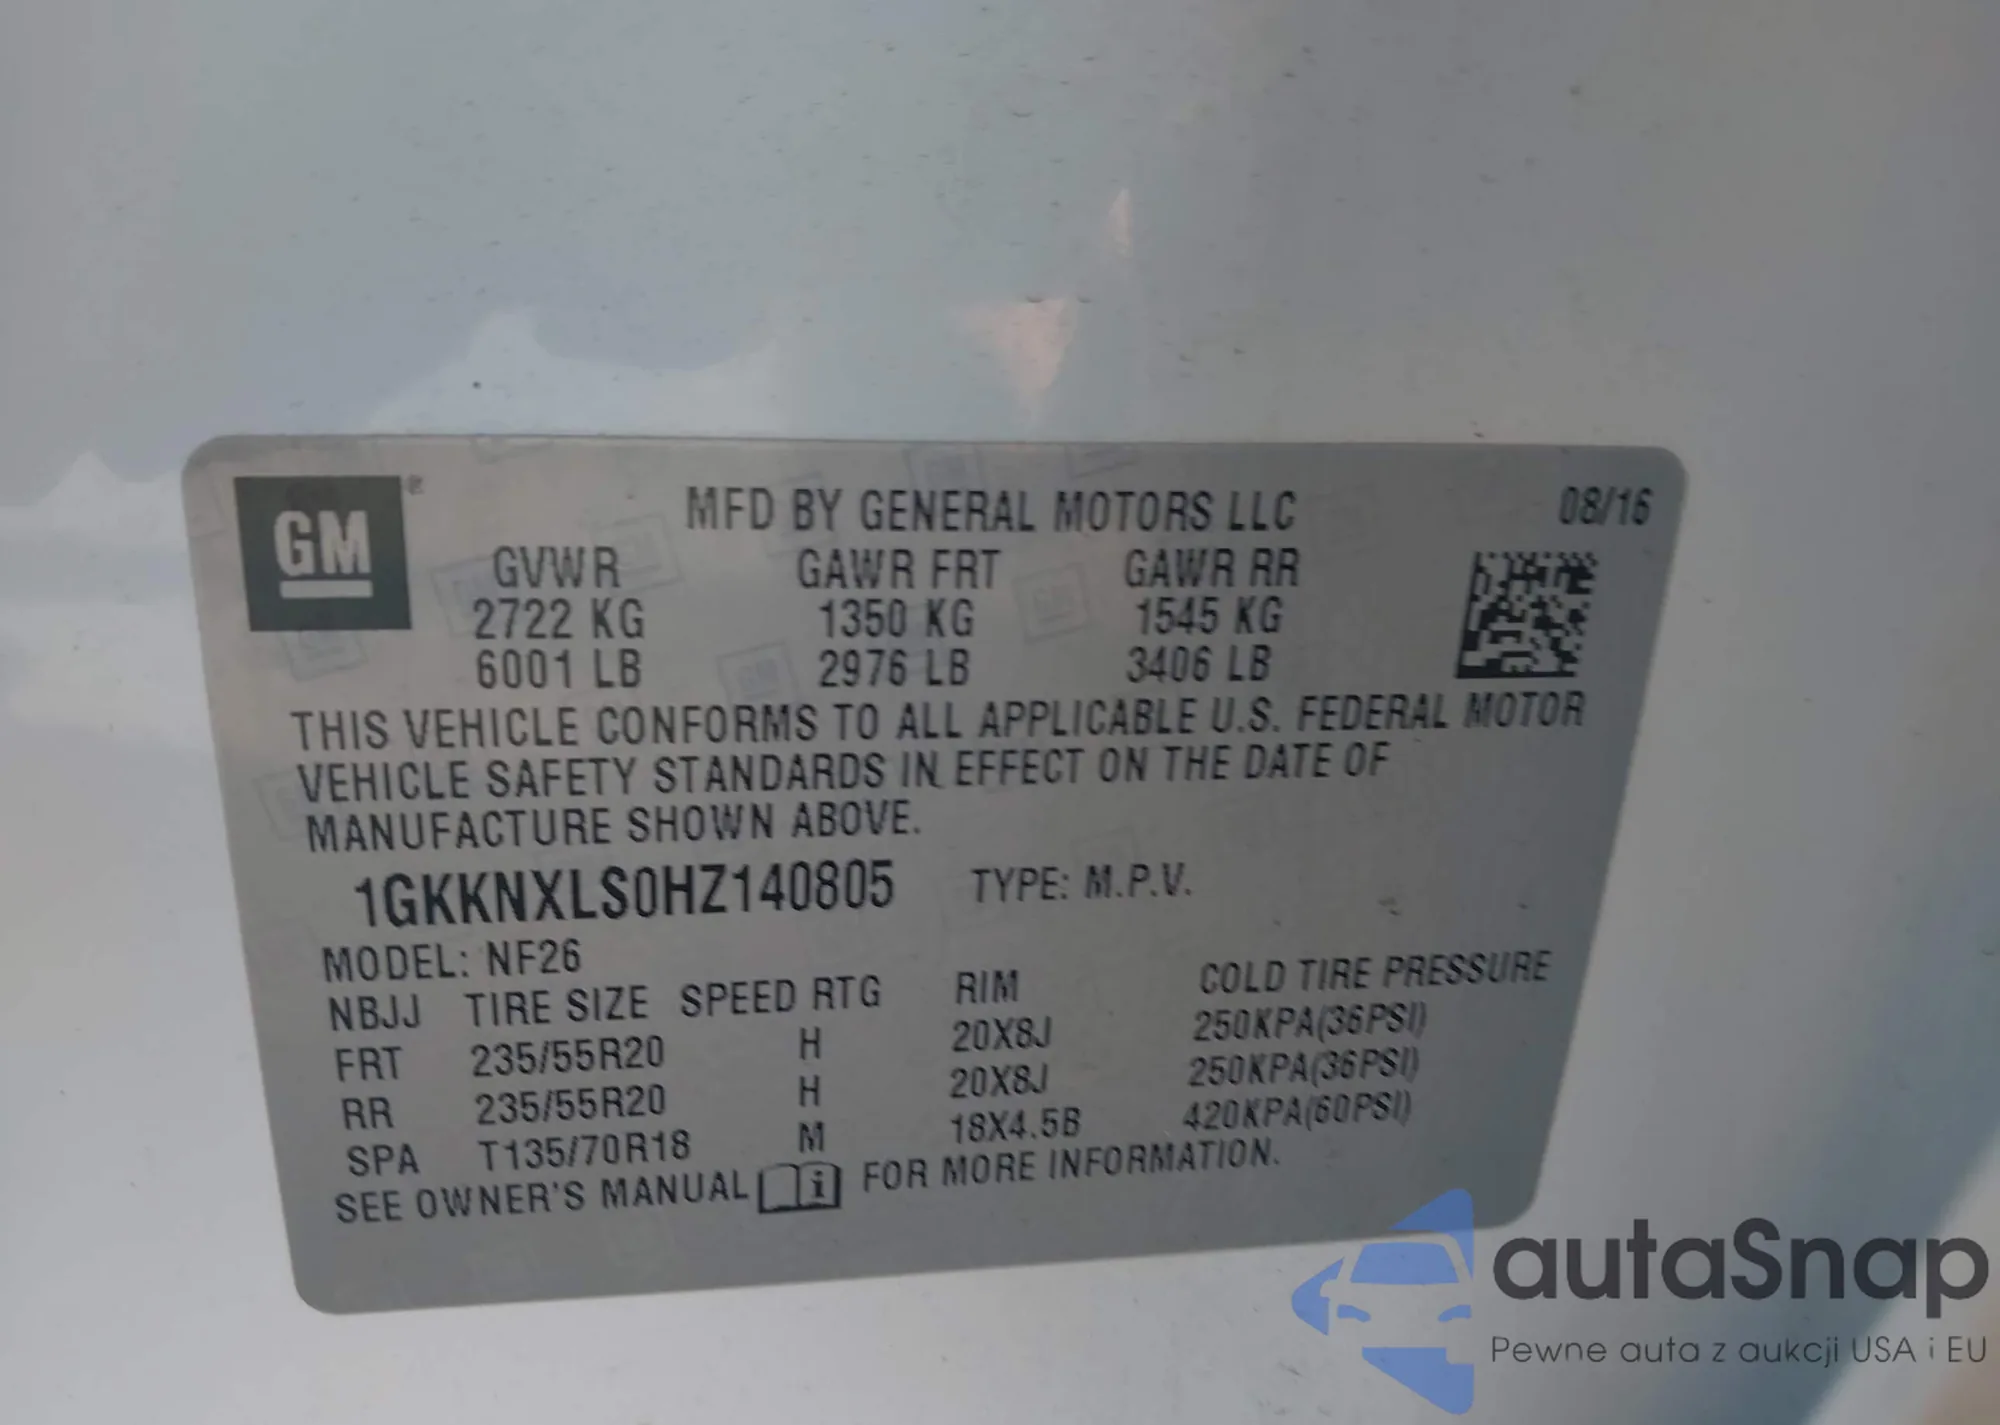 GM
MFD BY GENERAL MOTORS LLC 08/16
GVWR GAWR FRT GAWR RR
2722 KG 1350 KG 1545 KG
6001 LB 2976 LB 3406 LB
THIS VEHICLE CONFORMS TO ALL APPLICABLE U.S. FEDERAL MOTOR
VEHICLE SAFETY STANDARDS IN EFFECT ON THE DATE OF
MANUFACTURE SHOWN ABOVE.
1GKKNXLS0HZ140805 TYPE: M.P.V.
MODEL: NF26
NBJJ TIRE SIZE SPEED RTG RIM COLD TIRE PRESSURE
FRT 235/55R20 H 20X8J 250KPA(36PSI)
RR 235/55R20 H 20X8J 250KPA(36PSI)
SPA T135/70R18 M 18X4.5B 420KPA(60PSI)
SEE OWNER'S MANUAL i FOR MORE INFORMATION.
autaSnap
Pewne auta z aukcji USA i EU